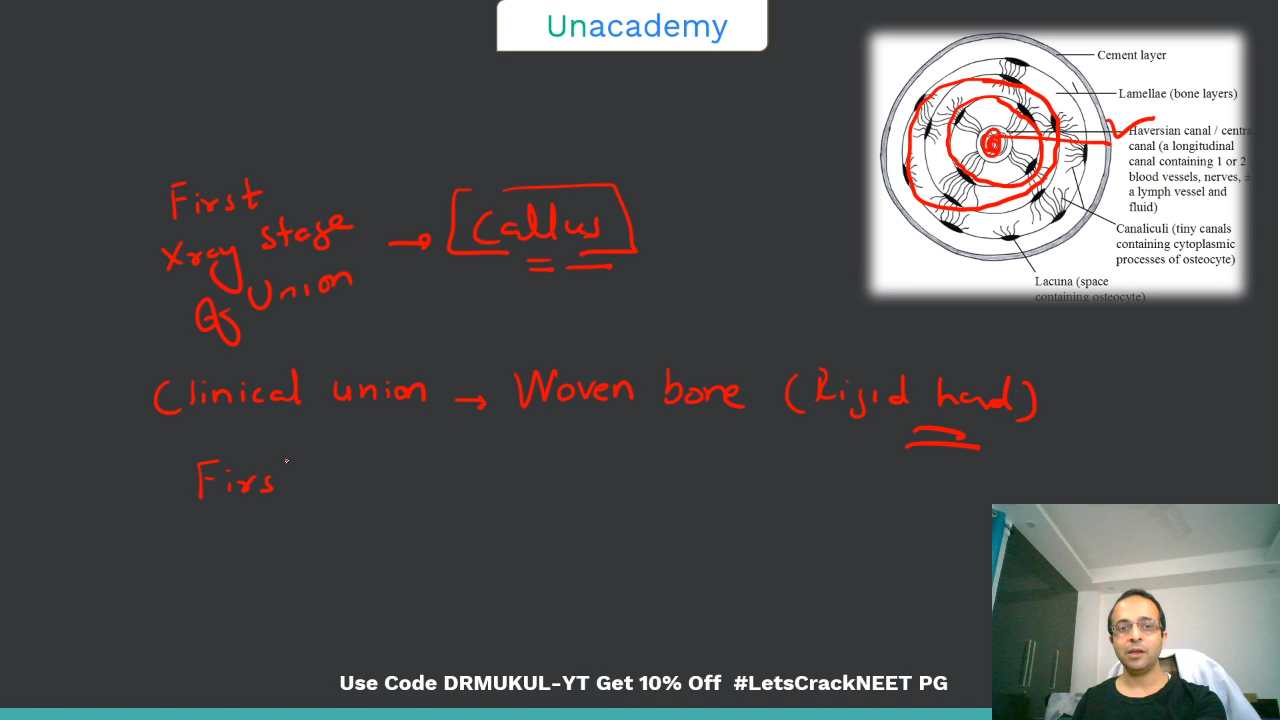 Unacademy
Cement layer
Lamellae (bone layers)
Haversian canal / centra
canal (a longitudinal
canal containing 1 or 2
blood vessels, nerves, ±
a lymph vessel and
fluid)
Canaliculi (tiny canals
containing cytoplasmic
processes of osteocyte)
Lacuna (space
containing osteocyte)
First
Xray stage → Callus
Of Union
Clinical union → Woven bone (Rigid hard)
Firs
Use Code DRMUKUL-YT Get 10% Off #LetsCrackNEET PG